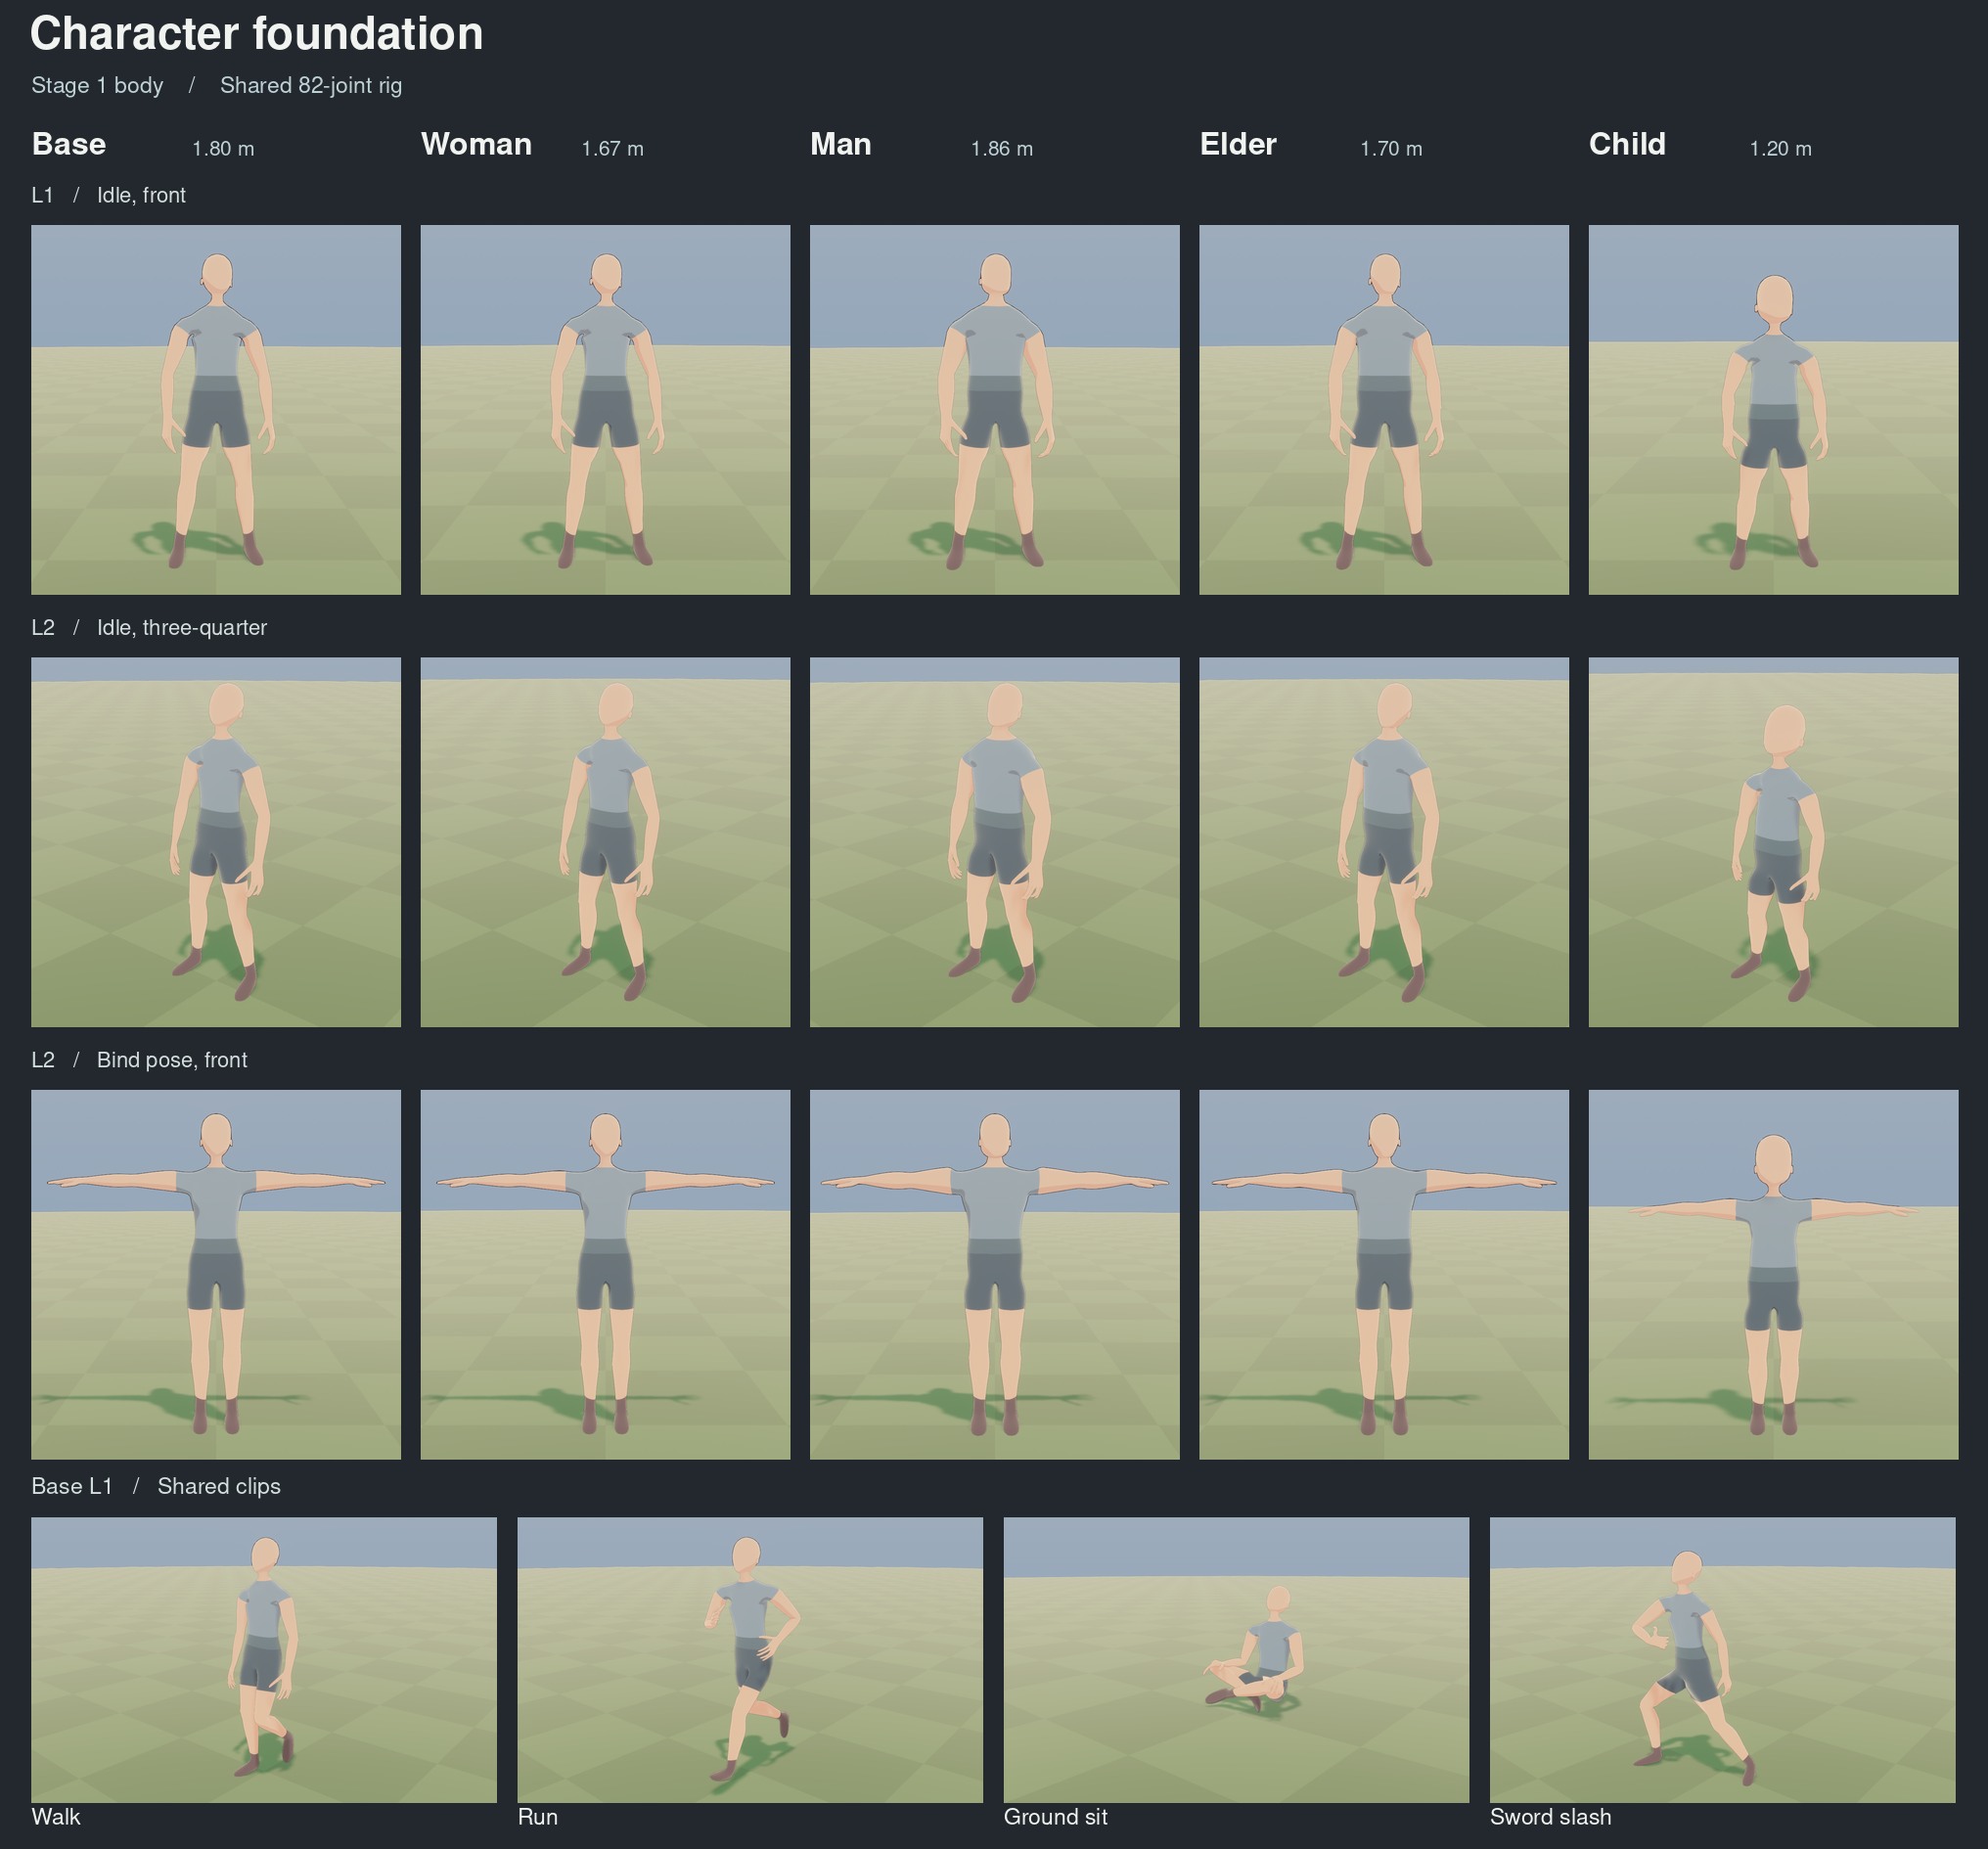 Character foundation
Stage 1 body / Shared 82-joint rig
Base 1.80 m Woman 1.67 m Man 1.86 m Elder 1.70 m Child 1.20 m
L1 / Idle, front
L2 / Idle, three-quarter
L2 / Bind pose, front
Base L1 / Shared clips
Walk Run Ground sit Sword slash